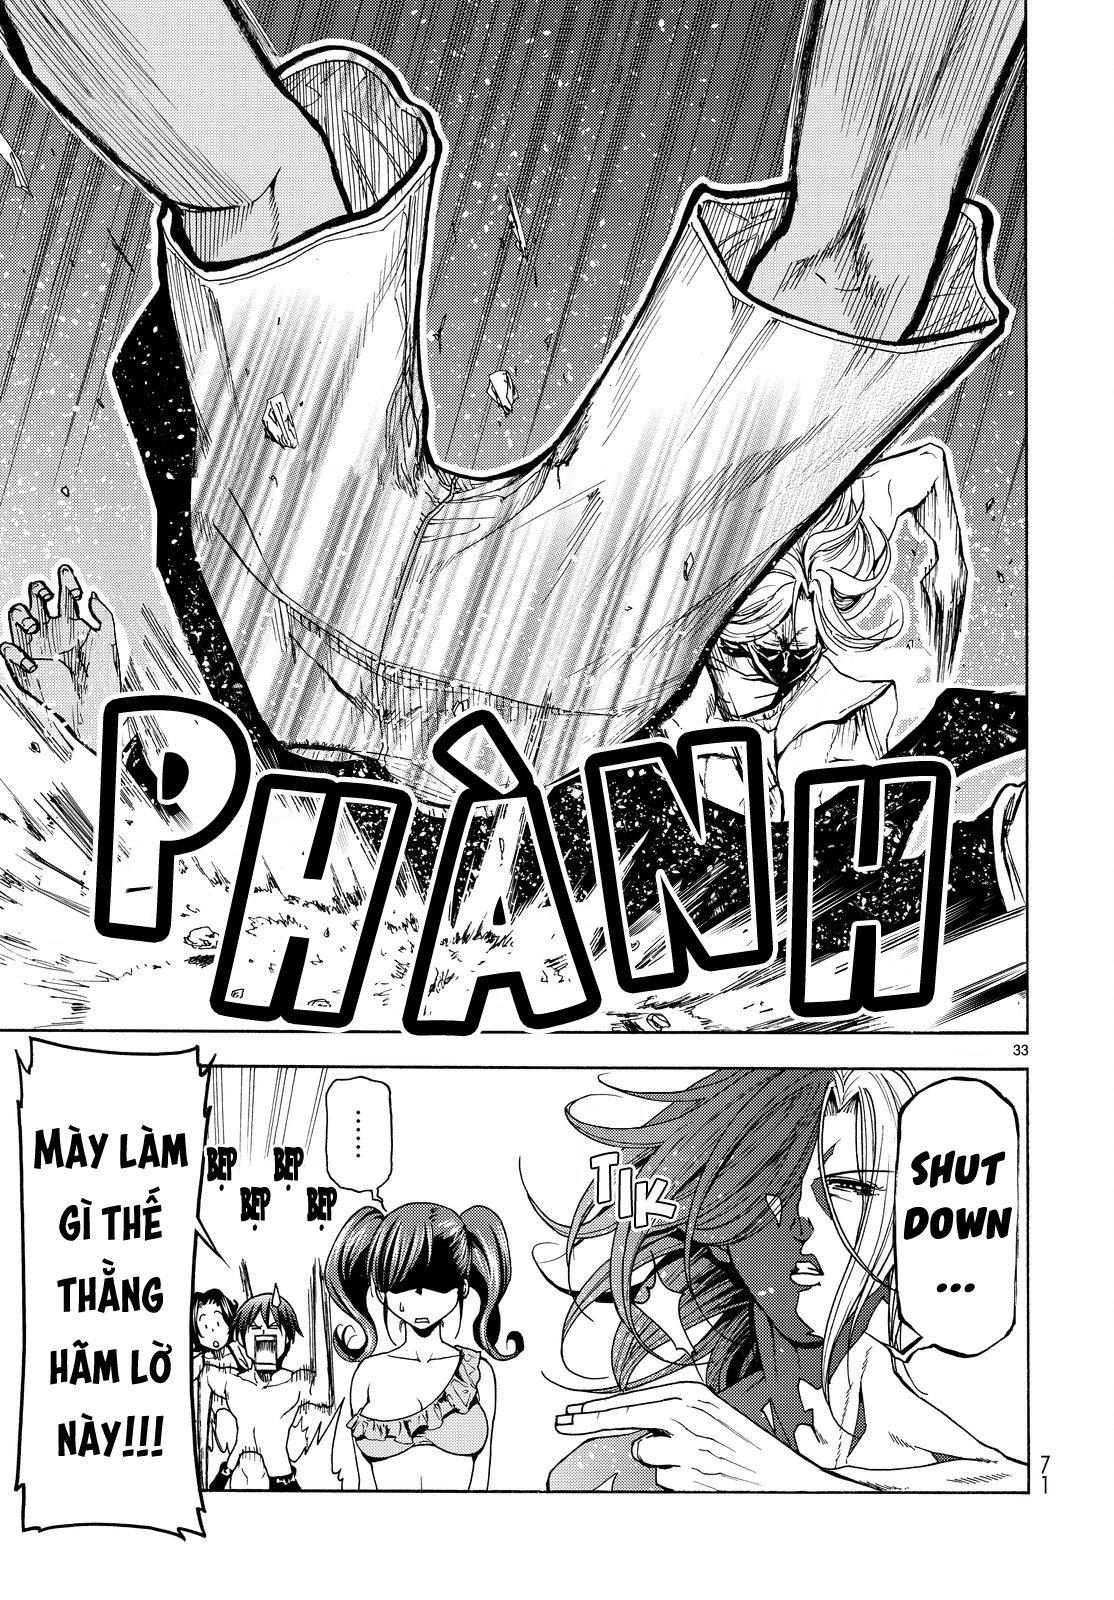 PHÀNH
33
SHUT
DOWN
...
TIK
......
BẸP
BẸP
BẸP
BẸP
MÀY LÀM
GÌ THẾ
THẰNG
HÃM LỜ
NÀY!!!
71